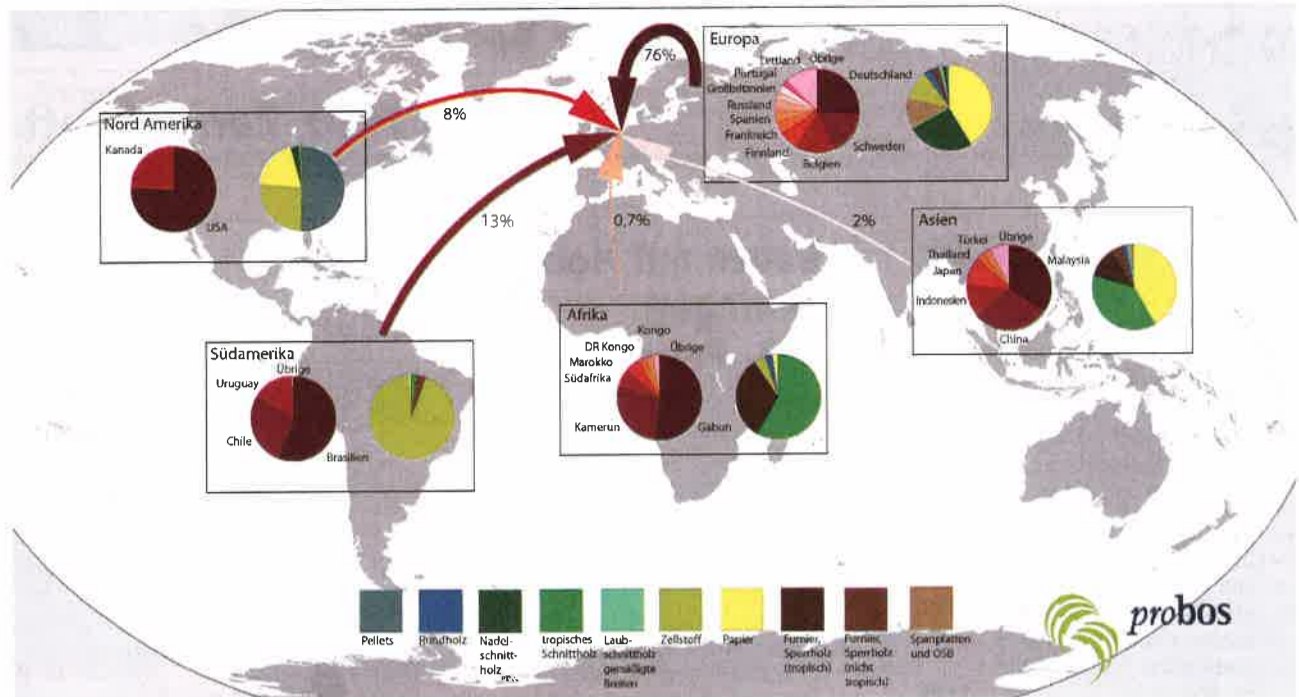 Nord Amerika
Kanada
USA
8%
76%
13%
0,7%
2%
Europa
Lettland
Übrige
Portugal
Großbritannien
Russland
Spanien
Frankreich
Finnland
Belgien
Schweden
Deutschland
Asien
Türkei
Übrige
Thailand
Japan
Indonesien
China
Malaysia
Südamerika
Übrige
Uruguay
Chile
Brasilien
Afrika
Kongo
DR Kongo
Übrige
Marokko
Südafrika
Kamerun
Gabun
Pellets
Rundholz
Nadel-
schnitt-
holz
tropisches
Schnittholz
Laub-
schnittholz
gemäßigte
Breiten
Zellstoff
Papier
Furnier,
Sperrholz
(tropisch)
Furnier,
Sperrholz
(nicht
tropisch)
Spanplatten
und OSB
probos